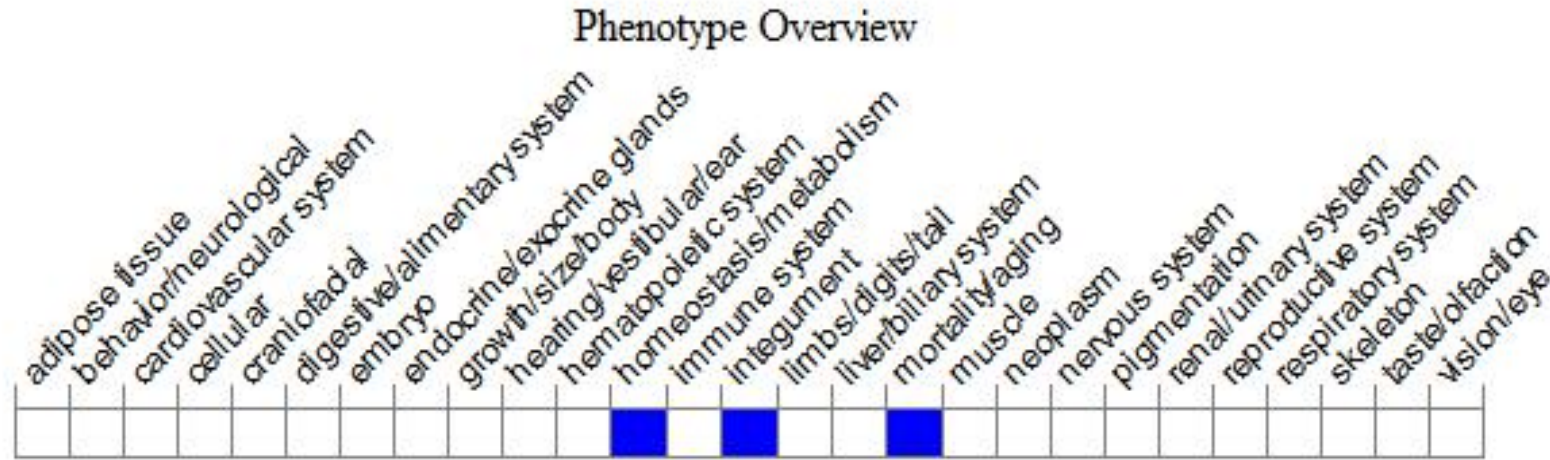 Phenotype Overview
adipose tissue
behavior/neurological
cardiovascular system
cellular
craniofacial
digestive/alimentary system
embryo
endocrine/exocrine glands
growth/size/body
hearing/vestibular/ear
hematopoietic system
homeostasis/metabolism
immune system
integument
limbs/digits/tail
liver/biliary system
mortality/aging
muscle
neoplasm
nervous system
pigmentation
renal/urinary system
reproductive system
respiratory system
skeleton
taste/olfaction
vision/eye